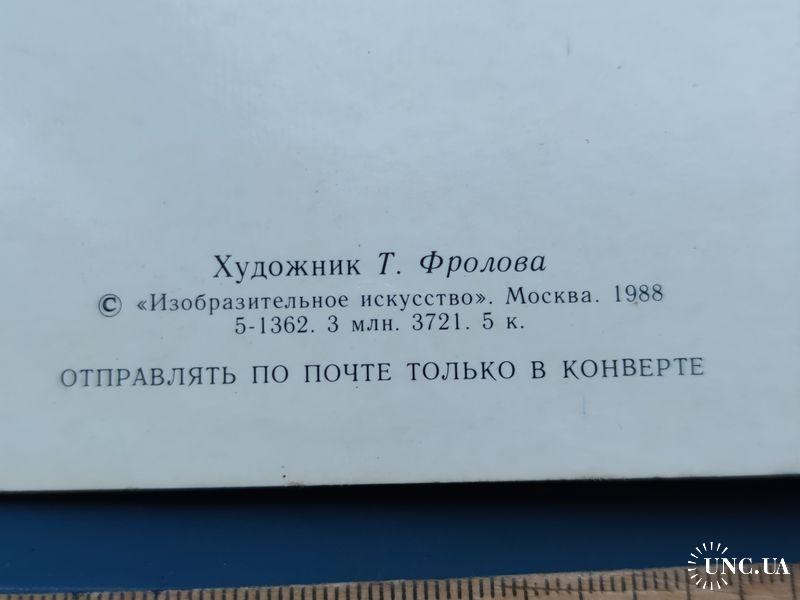 Художник Т. Фролова
© «Изобразительное искусство». Москва. 1988
5-1362. 3 млн. 3721. 5 к.
ОТПРАВЛЯТЬ ПО ПОЧТЕ ТОЛЬКО В КОНВЕРТЕ
UNC.UA